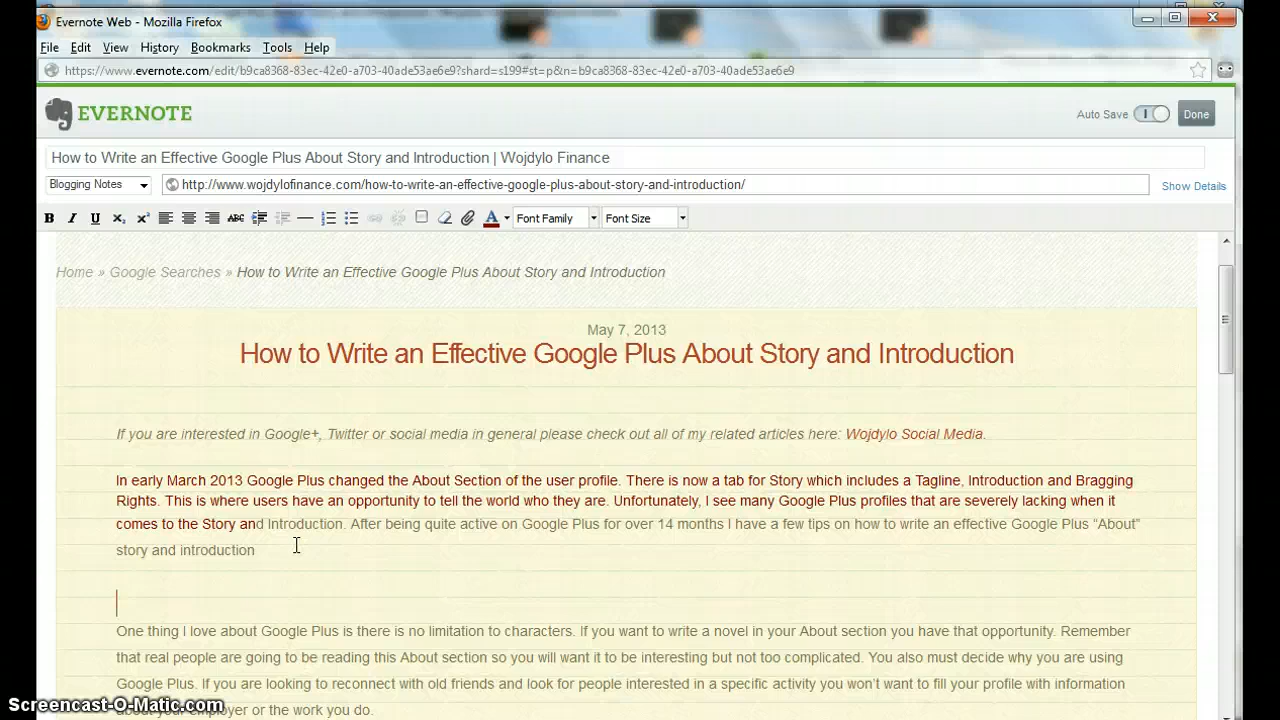 Evernote Web - Mozilla Firefox
File Edit View History Bookmarks Tools Help
https://www.evernote.com/edit/b9ca8368-83ec-42e0-a703-40ade53ae6e9?shard=s199#st=p&n=b9ca8368-83ec-42e0-a703-40ade53ae6e9
EVERNOTE
Auto Save Done
How to Write an Effective Google Plus About Story and Introduction | Wojdylo Finance
Blogging Notes http://www.wojdylofinance.com/how-to-write-an-effective-google-plus-about-story-and-introduction/ Show Details
B I U X₂ X² ABC A Font Family Font Size
Home » Google Searches » How to Write an Effective Google Plus About Story and Introduction
May 7, 2013
How to Write an Effective Google Plus About Story and Introduction
If you are interested in Google+, Twitter or social media in general please check out all of my related articles here: Wojdylo Social Media.
In early March 2013 Google Plus changed the About Section of the user profile. There is now a tab for Story which includes a Tagline, Introduction and Bragging
Rights. This is where users have an opportunity to tell the world who they are. Unfortunately, I see many Google Plus profiles that are severely lacking when it
comes to the Story and Introduction. After being quite active on Google Plus for over 14 months I have a few tips on how to write an effective Google Plus “About”
story and introduction
One thing I love about Google Plus is there is no limitation to characters. If you want to write a novel in your About section you have that opportunity. Remember
that real people are going to be reading this About section so you will want it to be interesting but not too complicated. You also must decide why you are using
Google Plus. If you are looking to reconnect with old friends and look for people interested in a specific activity you won’t want to fill your profile with information
about your employer or the work you do.
Screencast-O-Matic.com